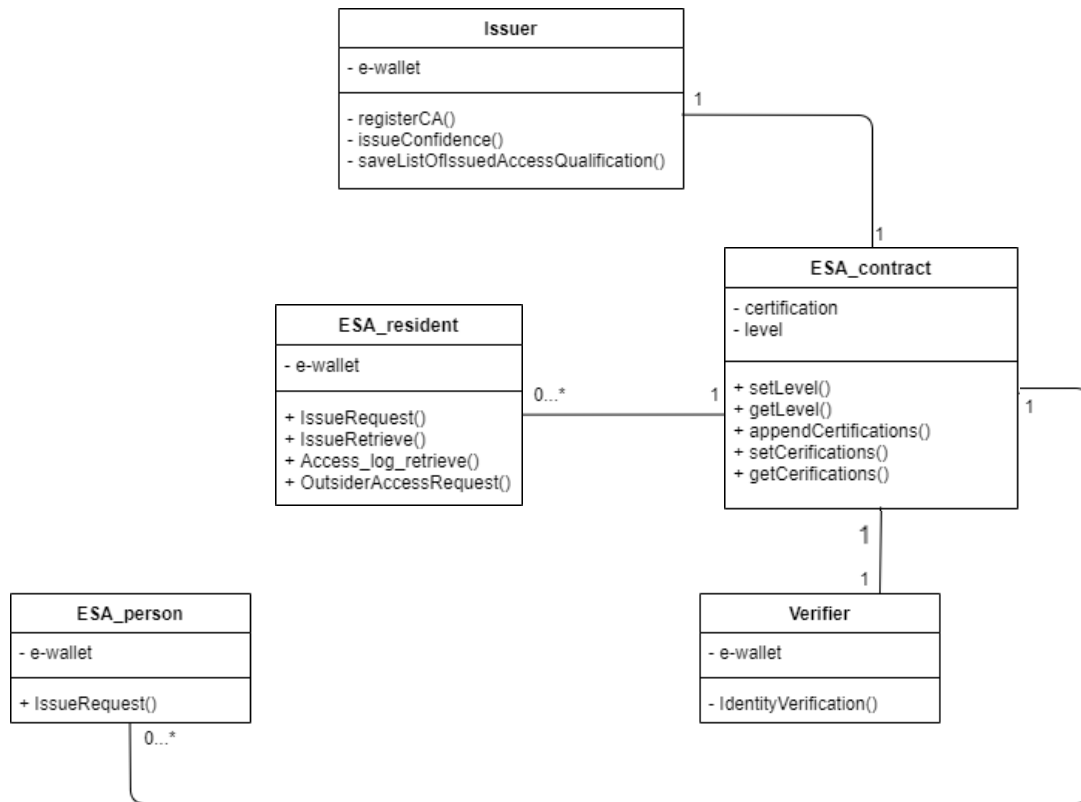 Issuer
- e-wallet
- registerCA()
- issueConfidence()
- saveListOfIssuedAccessQualification()
1
1
ESA_contract
- certification
- level
+ setLevel()
+ getLevel()
+ appendCertifications()
+ setCerifications()
+ getCerifications()
ESA_resident
- e-wallet
+ IssueRequest()
+ IssueRetrieve()
+ Access_log_retrieve()
+ OutsiderAccessRequest()
0...*
1
1
1
1
Verifier
- e-wallet
- IdentityVerification()
ESA_person
- e-wallet
+ IssueRequest()
0...*